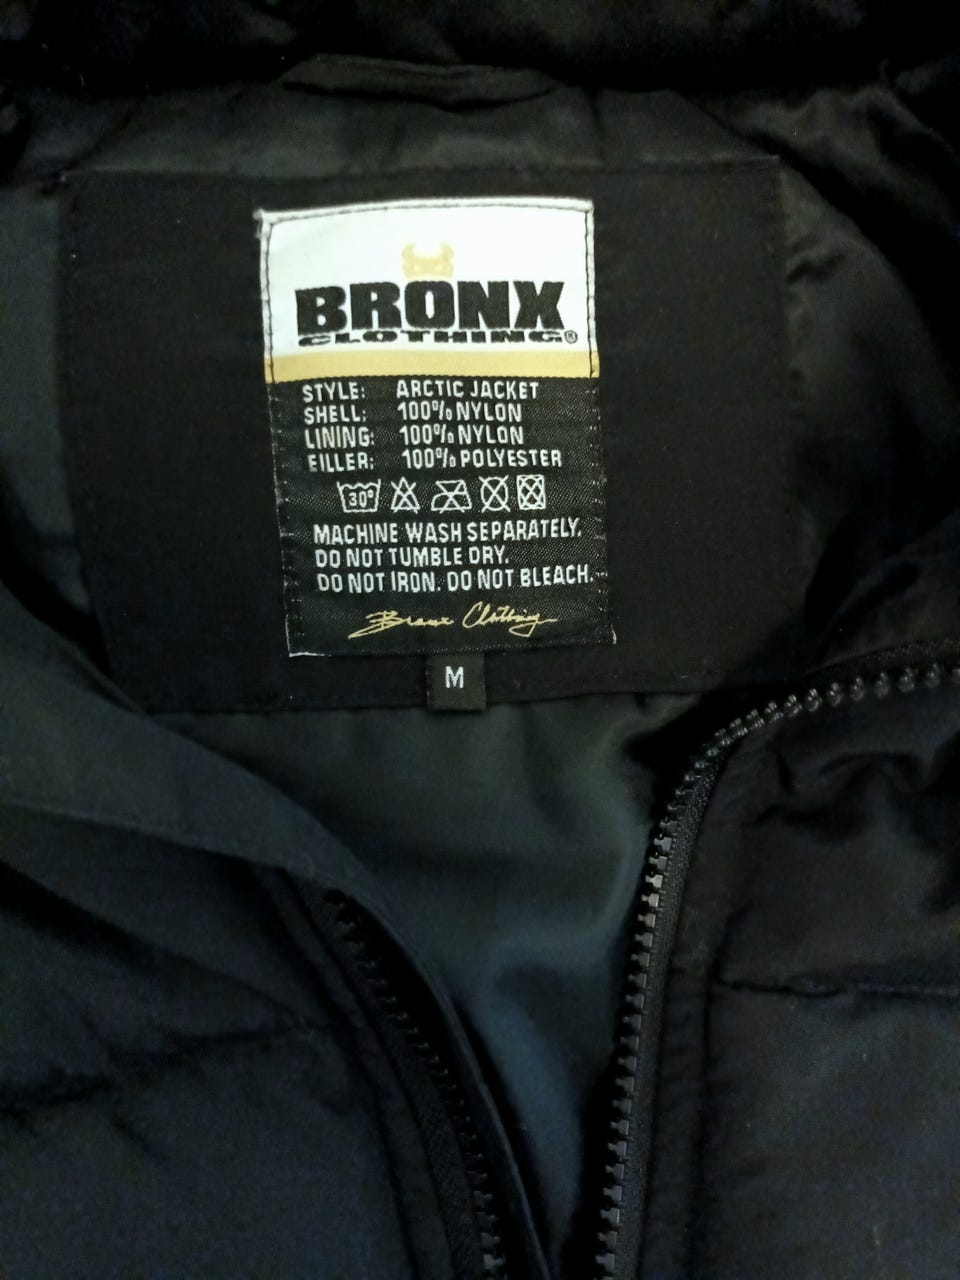 BRONX
CLOTHING®
STYLE: ARCTIC JACKET
SHELL: 100% NYLON
LINING: 100% NYLON
FILLER: 100% POLYESTER
30°
MACHINE WASH SEPARATELY.
DO NOT TUMBLE DRY.
DO NOT IRON. DO NOT BLEACH.
Bronx Clothing
M